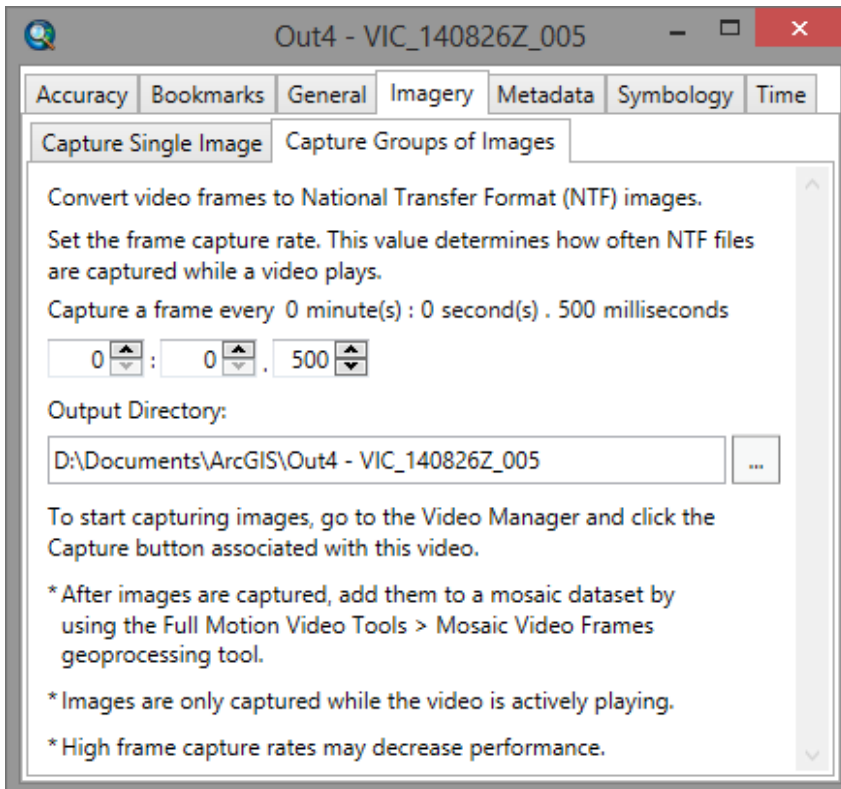 Out4 - VIC_140826Z_005
Accuracy Bookmarks General Imagery Metadata Symbology Time
Capture Single Image Capture Groups of Images
Convert video frames to National Transfer Format (NTF) images.
Set the frame capture rate. This value determines how often NTF files
are captured while a video plays.
Capture a frame every 0 minute(s) : 0 second(s) . 500 milliseconds
0 : 0 . 500
Output Directory:
D:\Documents\ArcGIS\Out4 - VIC_140826Z_005 ...
To start capturing images, go to the Video Manager and click the
Capture button associated with this video.
* After images are captured, add them to a mosaic dataset by
using the Full Motion Video Tools > Mosaic Video Frames
geoprocessing tool.
* Images are only captured while the video is actively playing.
* High frame capture rates may decrease performance.